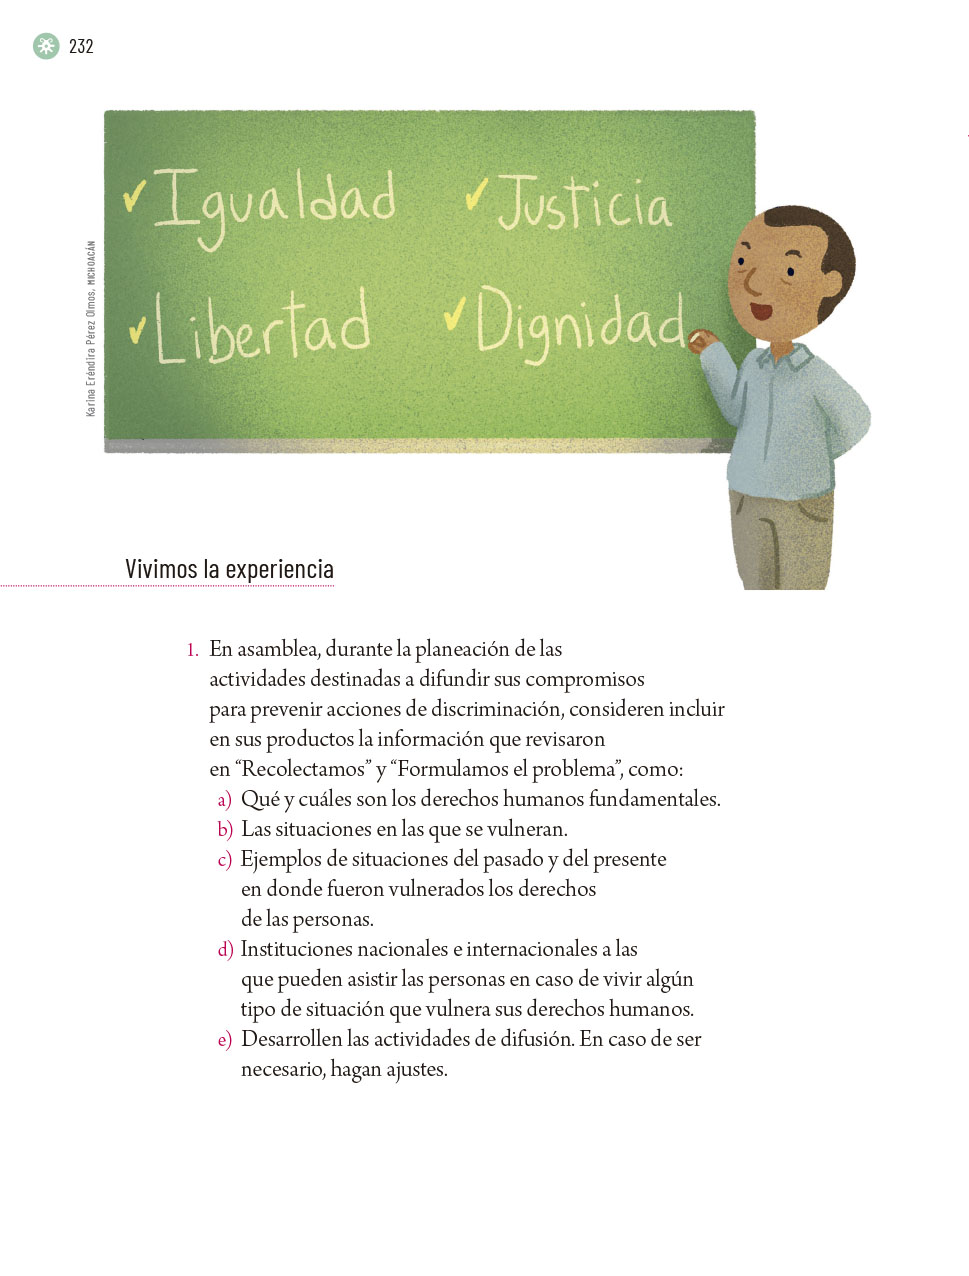 232
✓Igualdad ✓Justicia
✓Libertad ✓Dignidad
Karina Eréndira Pérez Olmos, MICHOACÁN
Vivimos la experiencia
1. En asamblea, durante la planeación de las
actividades destinadas a difundir sus compromisos
para prevenir acciones de discriminación, consideren incluir
en sus productos la información que revisaron
en “Recolectamos” y “Formulamos el problema”, como:
a) Qué y cuáles son los derechos humanos fundamentales.
b) Las situaciones en las que se vulneran.
c) Ejemplos de situaciones del pasado y del presente
en donde fueron vulnerados los derechos
de las personas.
d) Instituciones nacionales e internacionales a las
que pueden asistir las personas en caso de vivir algún
tipo de situación que vulnera sus derechos humanos.
e) Desarrollen las actividades de difusión. En caso de ser
necesario, hagan ajustes.